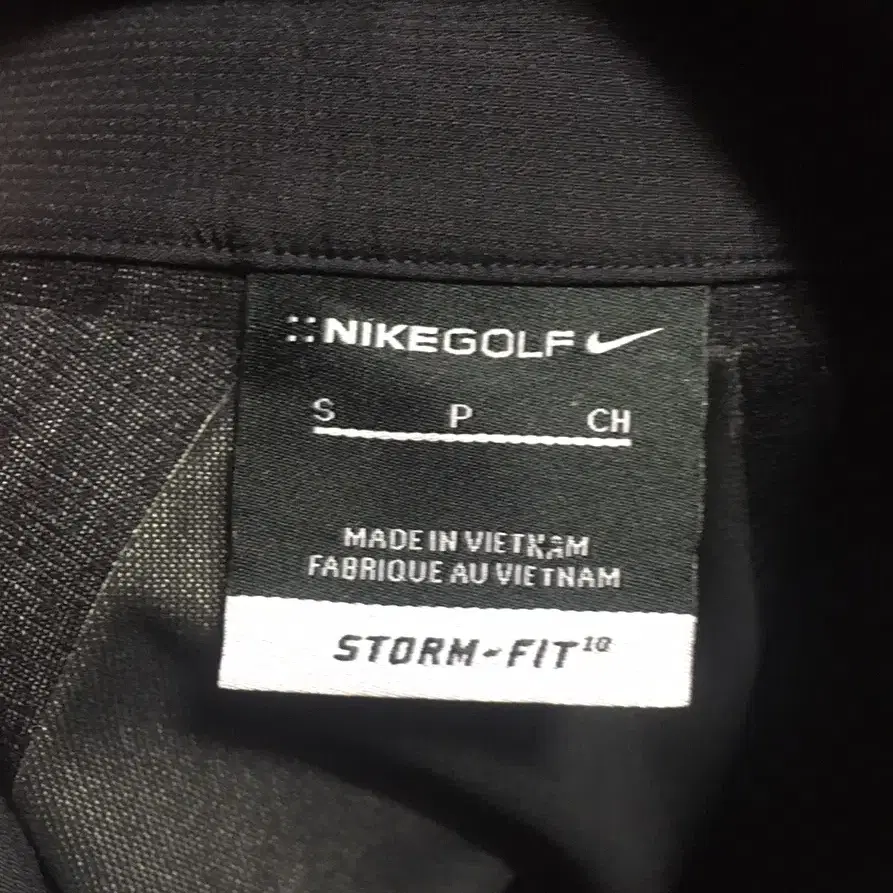 NIKEGOLF
S P CH
MADE IN VIETNAM
FABRIQUE AU VIETNAM
STORM-FIT10